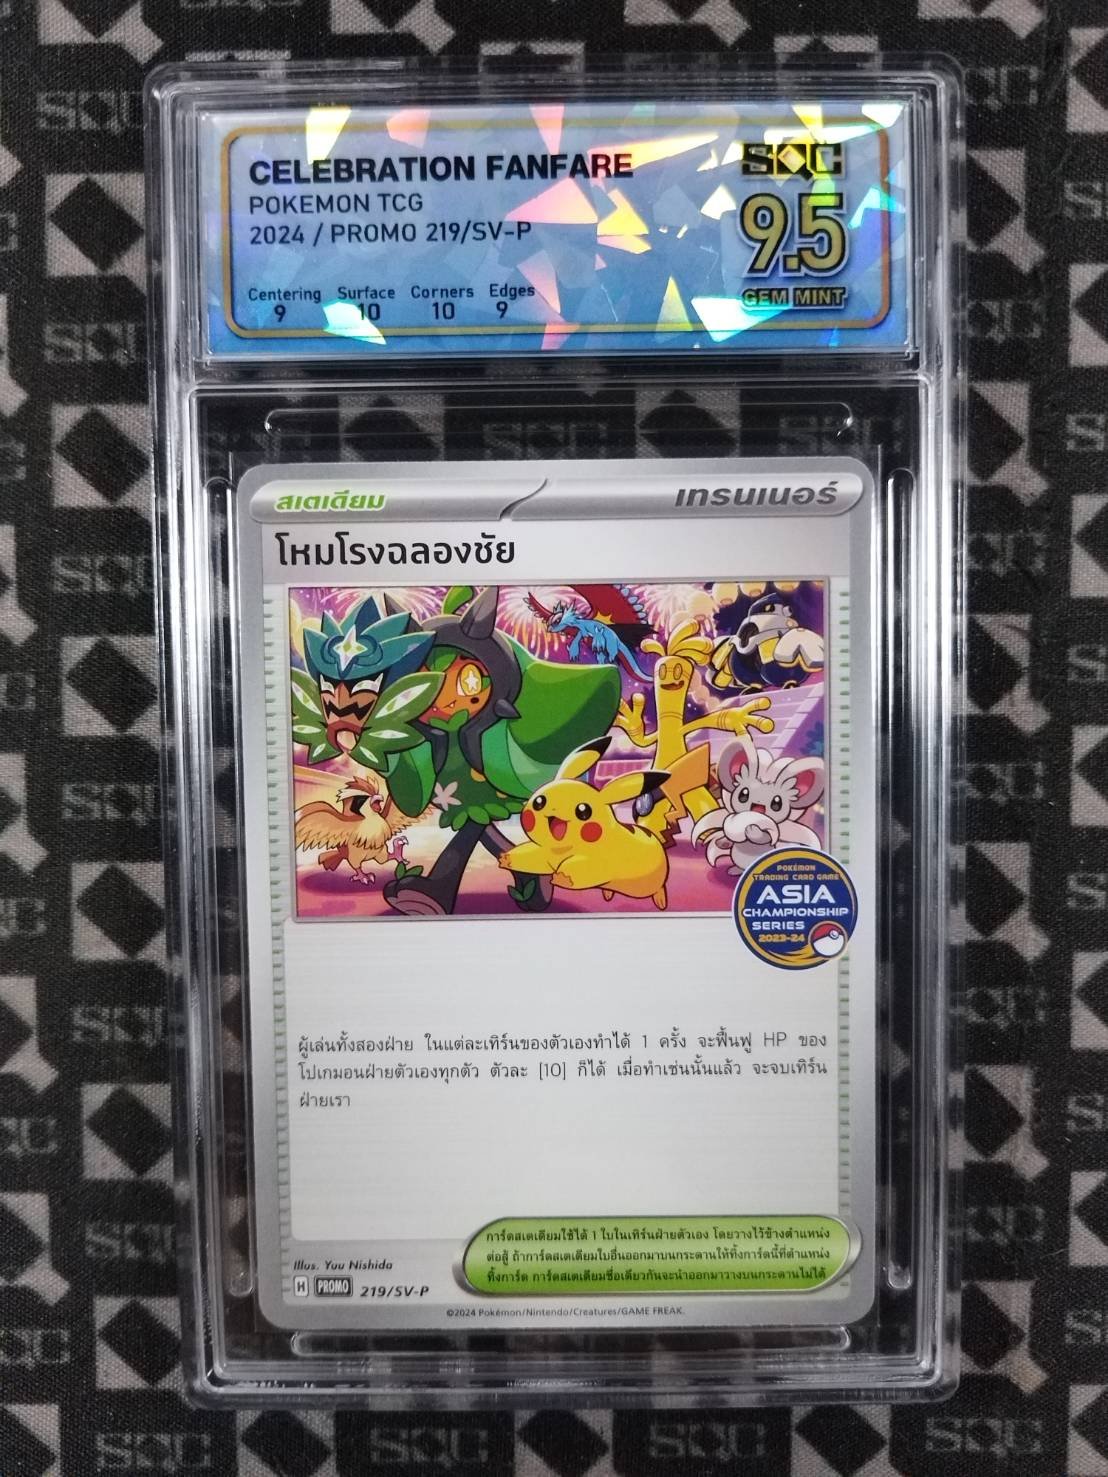 CELEBRATION FANFARE
POKEMON TCG
2024 / PROMO 219/SV-P
Centering Surface Corners Edges
9 10 10 9
SQC
9.5
GEM MINT
สเตเดียม
เทรนเนอร์
โหมโรงฉลองชัย
POKÉMON
TRADING CARD GAME
ASIA
CHAMPIONSHIP
SERIES
2023-24
ผู้เล่นทั้งสองฝ่าย ในแต่ละเทิร์นของตัวเองทำได้ 1 ครั้ง จะฟื้นฟู HP ของ
โปเกมอนฝ่ายตัวเองทุกตัว ตัวละ [10] ก็ได้ เมื่อทำเช่นนั้นแล้ว จะจบเทิร์น
ฝ่ายเรา
การ์ดสเตเดียมใช้ได้ 1 ใบในเทิร์นฝ่ายตัวเอง โดยวางไว้ข้างตำแหน่ง
ต่อสู้ ถ้าการ์ดสเตเดียมใบอื่นออกมาบนกระดานให้ทิ้งการ์ดนี้ที่ตำแหน่ง
ทิ้งการ์ด การ์ดสเตเดียมชื่อเดียวกันจะนำออกมาวางบนกระดานไม่ได้
Illus. Yuu Nishida
H PROMO 219/SV-P
©2024 Pokémon/Nintendo/Creatures/GAME FREAK.